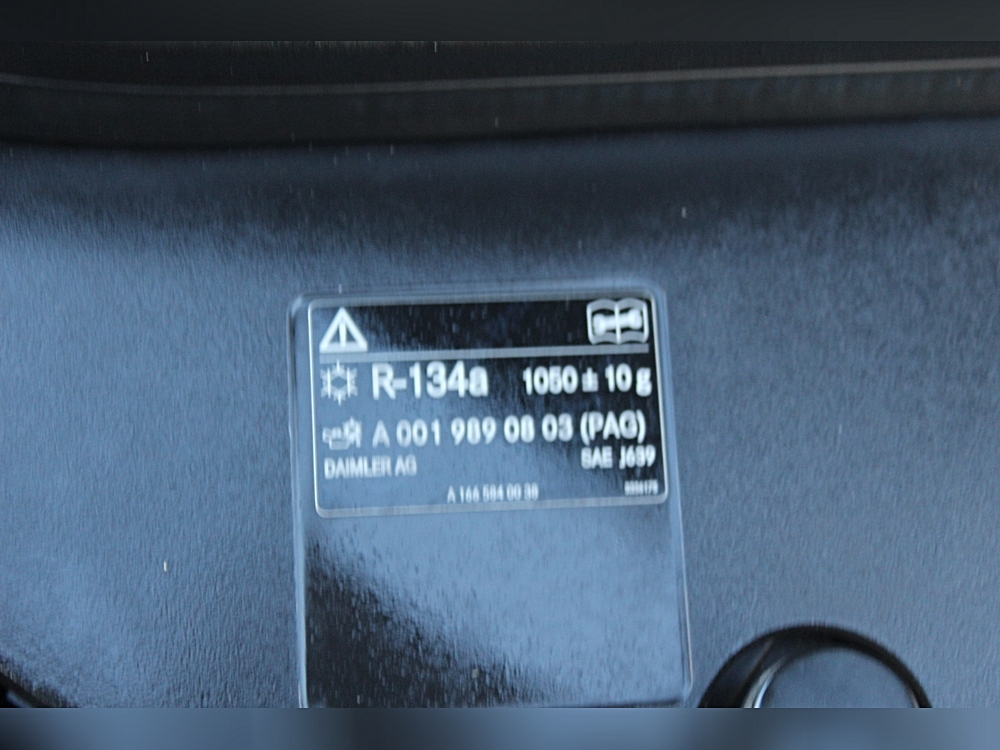 R-134a 1050 ± 10 g
A 001 989 08 03 (PAG)
DAIMLER AG SAE J639
A 166 584 00 38